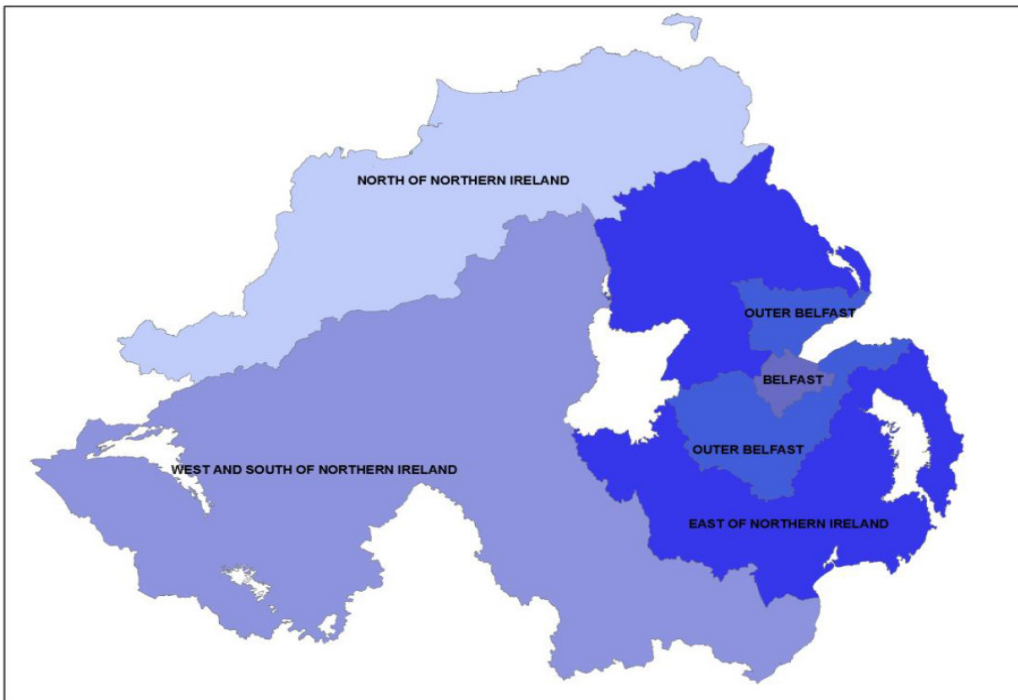 NORTH OF NORTHERN IRELAND
OUTER BELFAST
BELFAST
OUTER BELFAST
WEST AND SOUTH OF NORTHERN IRELAND
EAST OF NORTHERN IRELAND